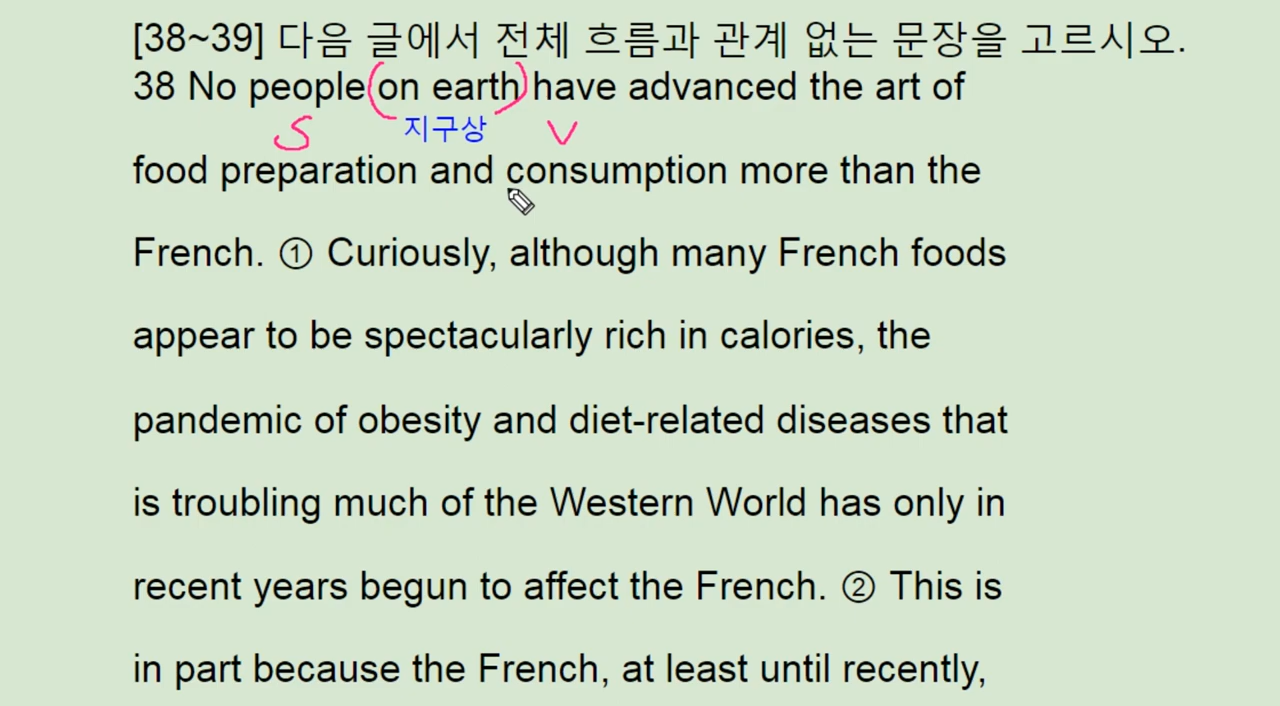 [38~39] 다음 글에서 전체 흐름과 관계 없는 문장을 고르시오.
38 No people (on earth) have advanced the art of
S 지구상 V
food preparation and consumption more than the
French. ① Curiously, although many French foods
appear to be spectacularly rich in calories, the
pandemic of obesity and diet-related diseases that
is troubling much of the Western World has only in
recent years begun to affect the French. ② This is
in part because the French, at least until recently,